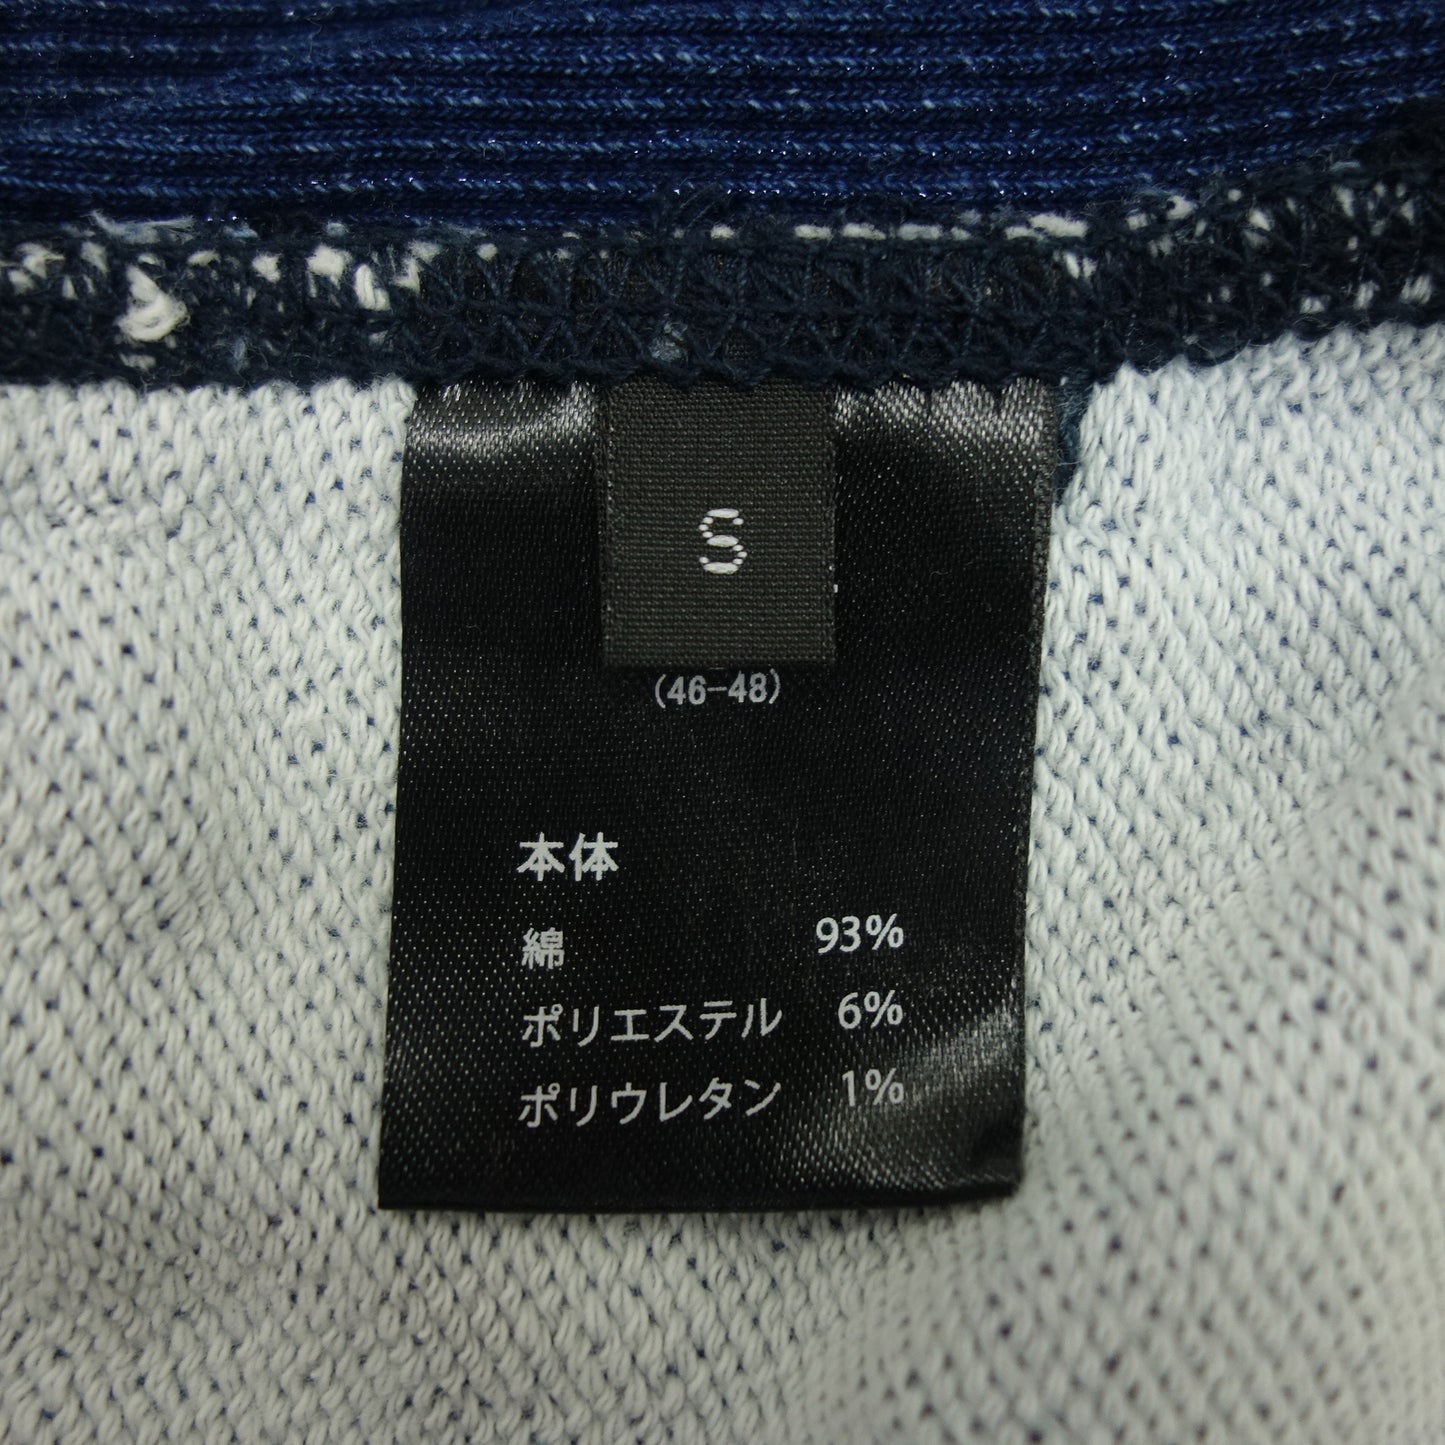 S
(46-48)
本体
綿 93%
ポリエステル 6%
ポリウレタン 1%